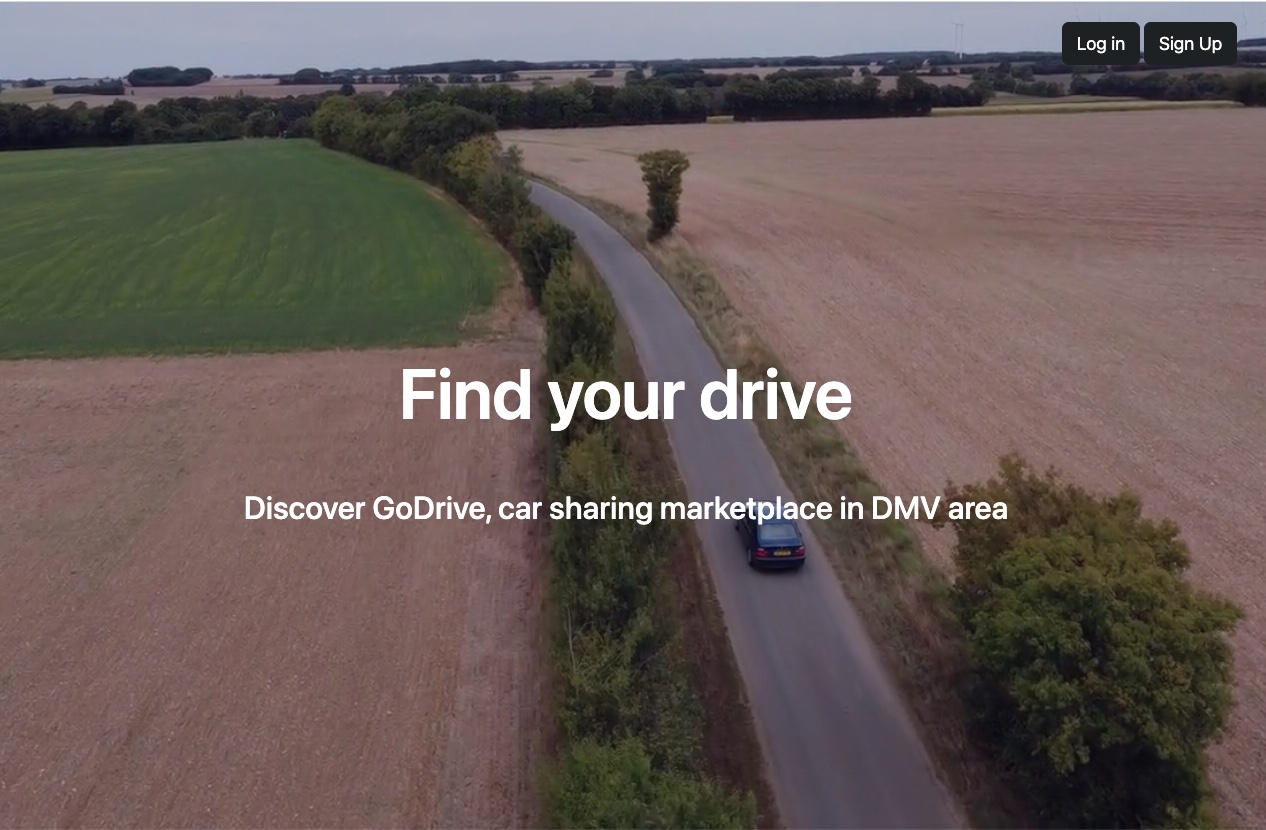 Log in Sign Up
Find your drive
Discover GoDrive, car sharing marketplace in DMV area